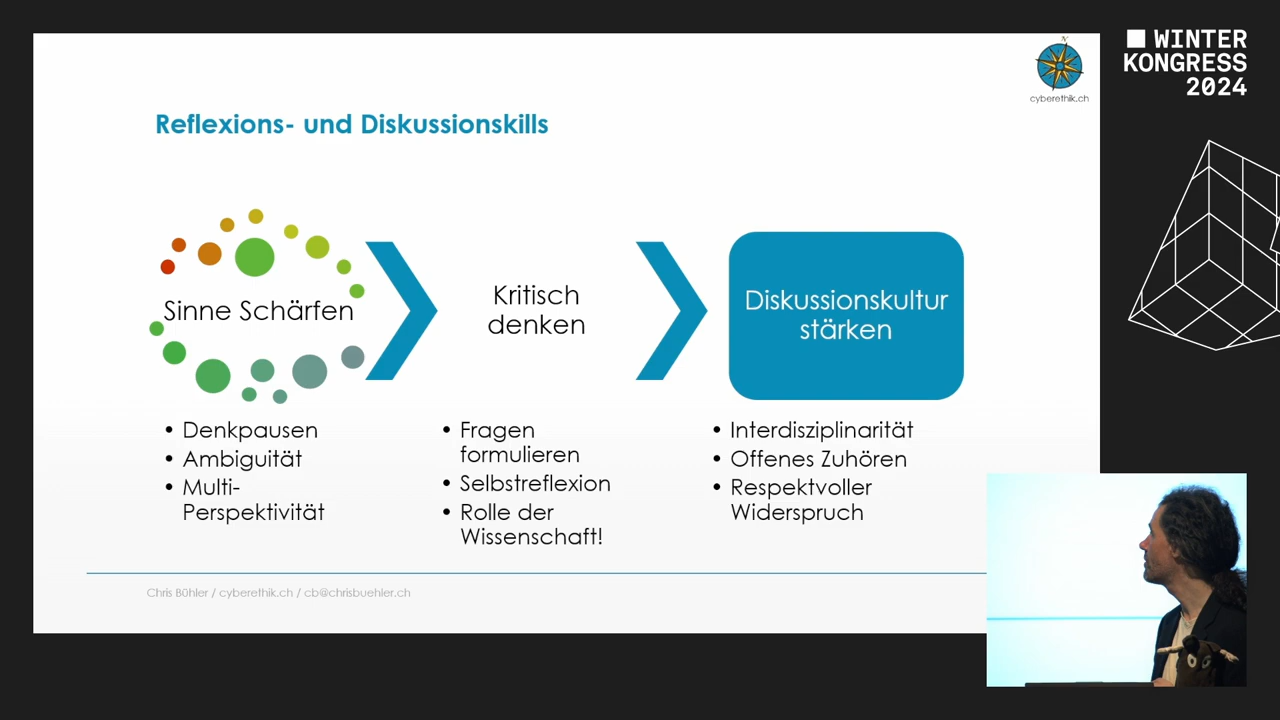 WINTER
KONGRESS
2024
N
cyberethik.ch
Reflexions- und Diskussionskills
Sinne Schärfen
Kritisch
denken
Diskussionskultur
stärken
• Denkpausen
• Ambiguität
• Multi-
Perspektivität
• Fragen
formulieren
• Selbstreflexion
• Rolle der
Wissenschaft!
• Interdisziplinarität
• Offenes Zuhören
• Respektvoller
Widerspruch
Chris Bühler / cyberethik.ch / cb@chrisbuehler.ch